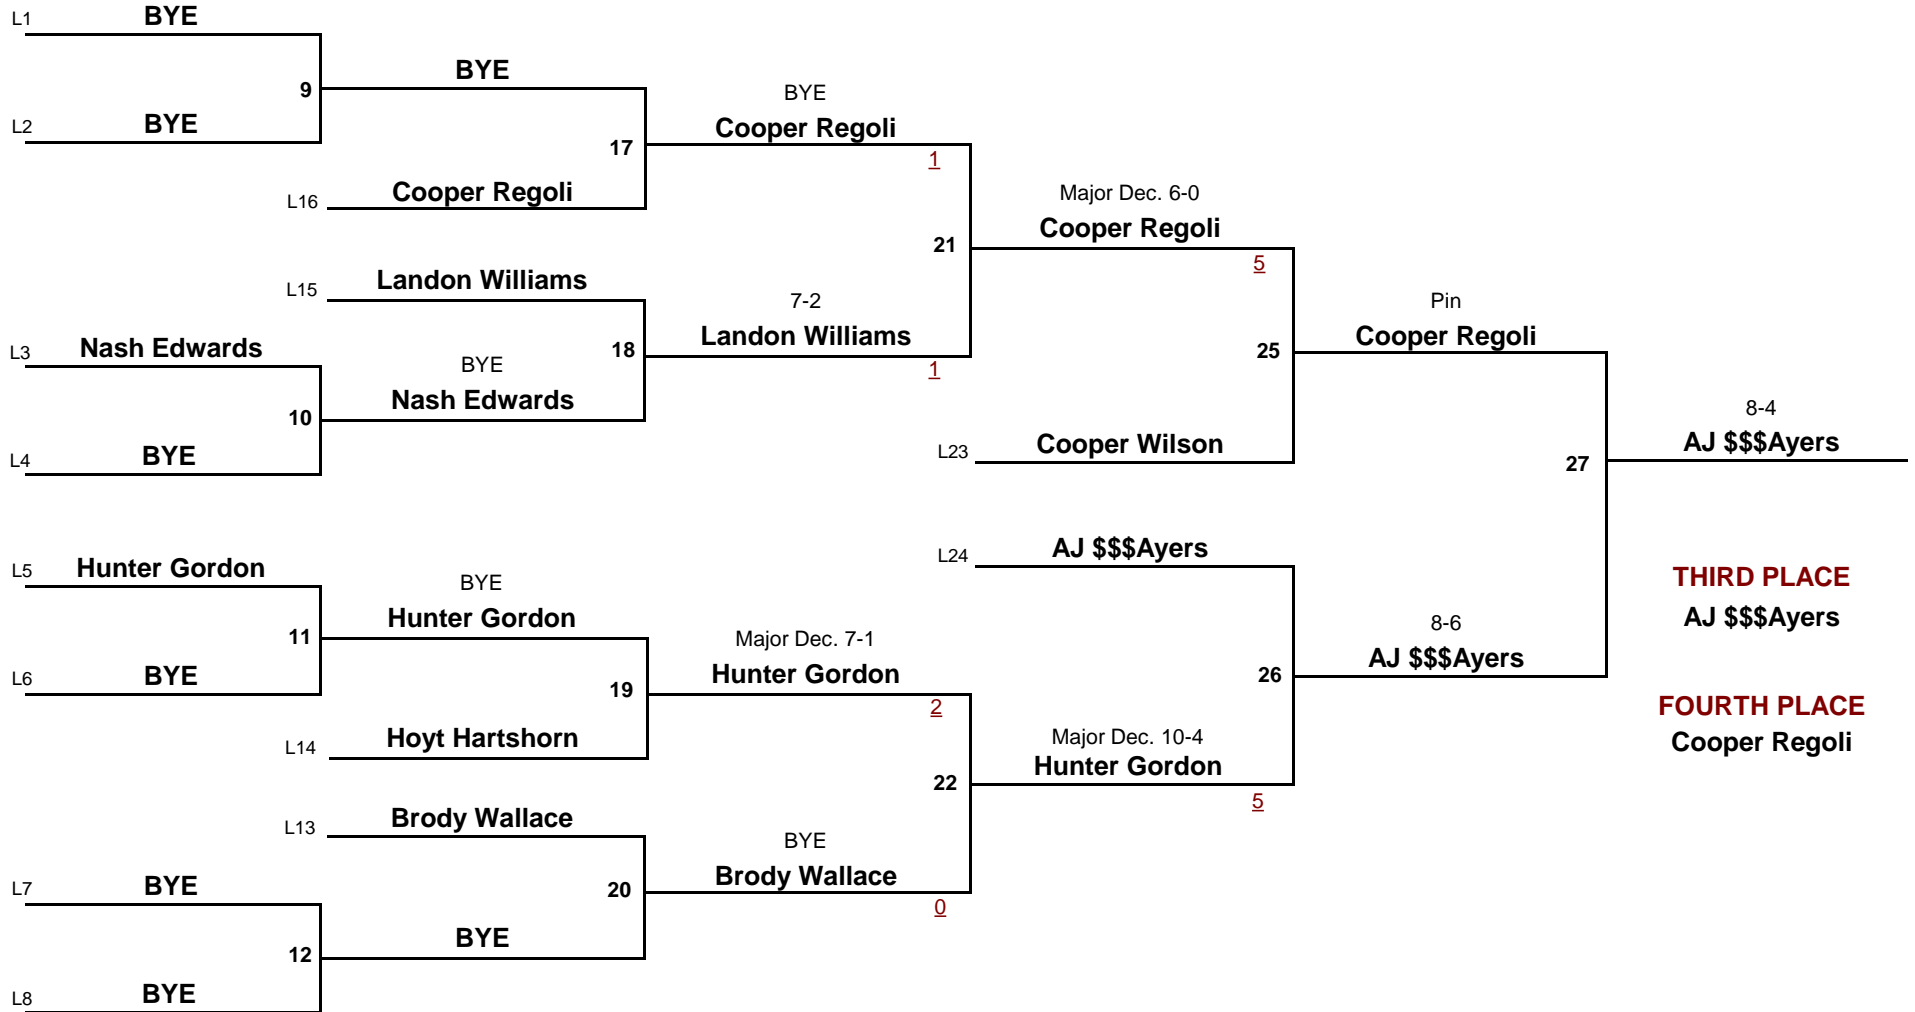 L1 BYE
9
L2 BYE
BYE
17
L16 Cooper Regoli
BYE
Cooper Regoli
1
L15 Landon Williams
L3 Nash Edwards
10
L4 BYE
BYE
Nash Edwards
18
7-2
Landon Williams
1
21
Major Dec. 6-0
Cooper Regoli
5
25
L23 Cooper Wilson
Pin
Cooper Regoli
27
8-4
AJ $$$Ayers
L5 Hunter Gordon
11
L6 BYE
BYE
Hunter Gordon
19
L14 Hoyt Hartshorn
Major Dec. 7-1
Hunter Gordon
2
L13 Brody Wallace
20
L7 BYE
12
L8 BYE
BYE
BYE
Brody Wallace
0
22
Major Dec. 10-4
Hunter Gordon
5
L24 AJ $$$Ayers
26
8-6
AJ $$$Ayers
THIRD PLACE
AJ $$$Ayers
FOURTH PLACE
Cooper Regoli